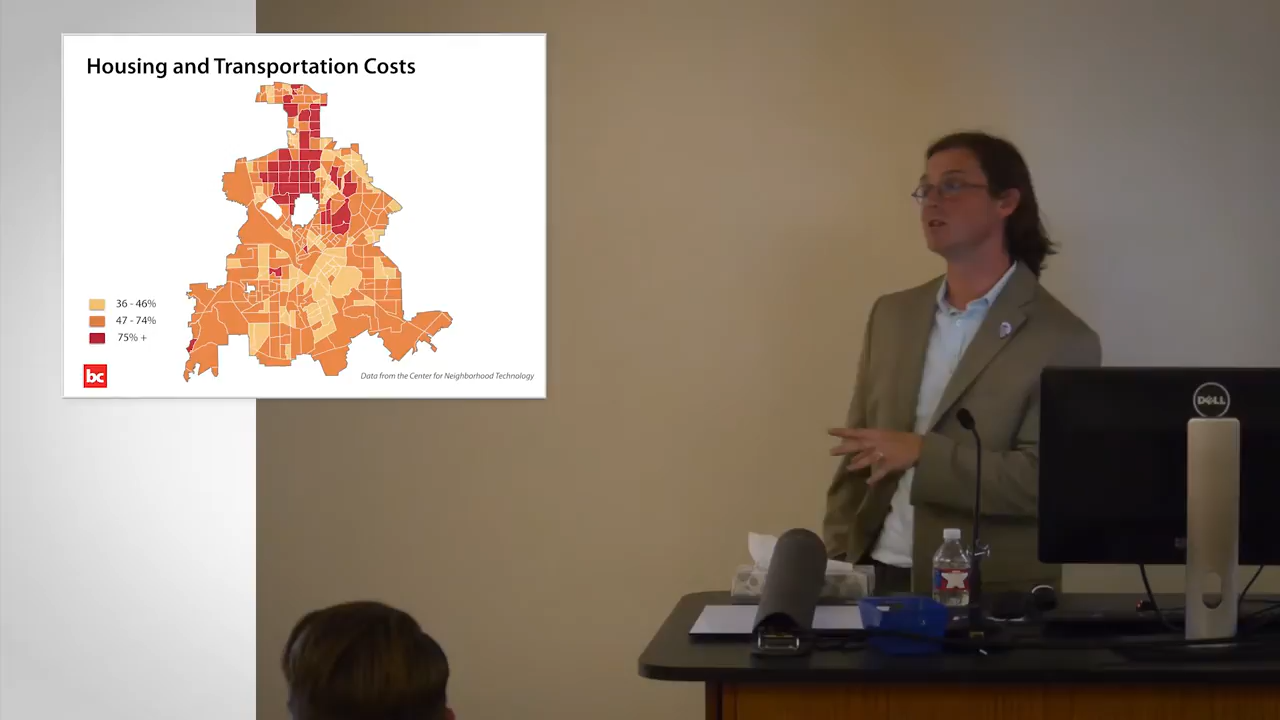 Housing and Transportation Costs
36 - 46%
47 - 74%
75% +
bc
Data from the Center for Neighborhood Technology
DELL